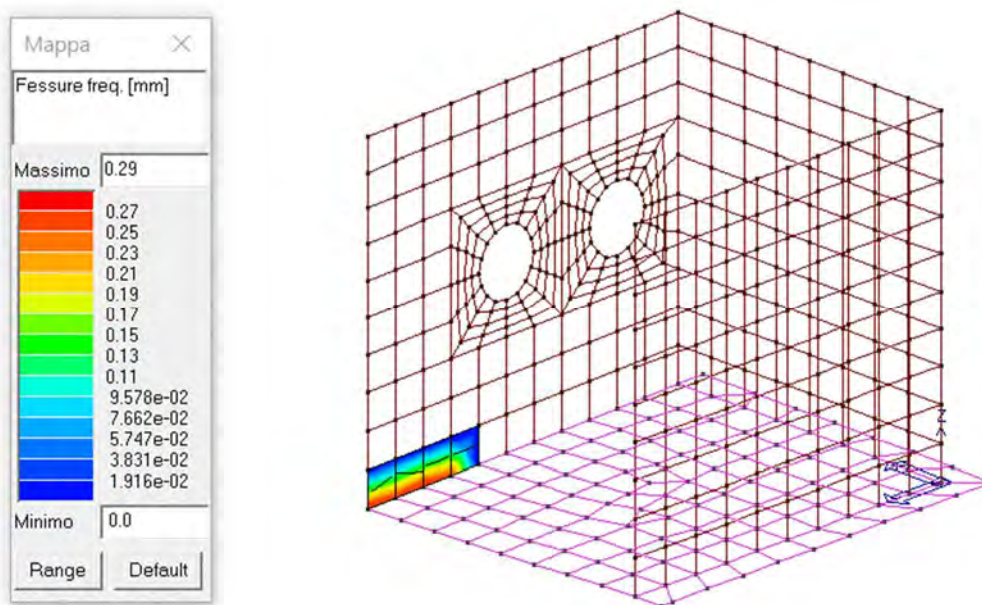 Mappa
Fessure freq. [mm]
Massimo 0.29
0.27
0.25
0.23
0.21
0.19
0.17
0.15
0.13
0.11
9.578e-02
7.662e-02
5.747e-02
3.831e-02
1.916e-02
Minimo 0.0
Range Default
Z